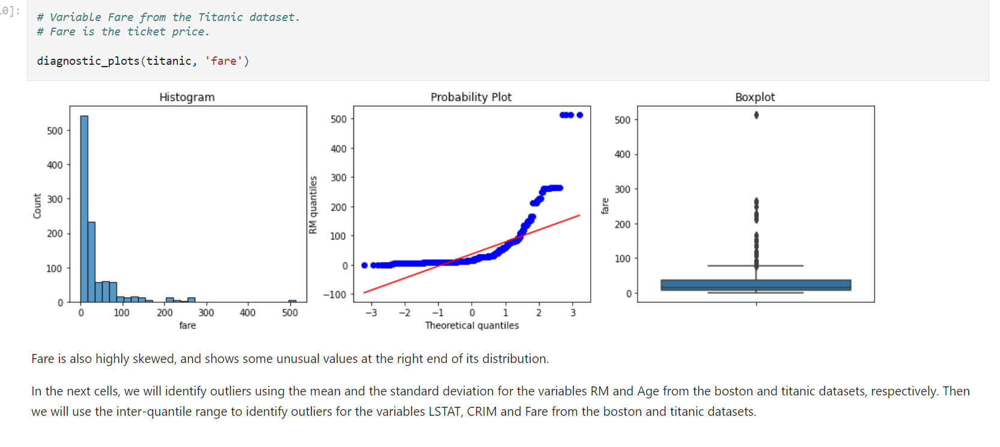 0]:
# Variable Fare from the Titanic dataset.
# Fare is the ticket price.
diagnostic_plots(titanic, 'fare')
Histogram
Count
500
400
300
200
100
0
0 100 200 300 400 500
fare
Probability Plot
RM quantiles
500
400
300
200
100
0
−100
−3 −2 −1 0 1 2 3
Theoretical quantiles
Boxplot
fare
500
400
300
200
100
0
Fare is also highly skewed, and shows some unusual values at the right end of its distribution.
In the next cells, we will identify outliers using the mean and the standard deviation for the variables RM and Age from the boston and titanic datasets, respectively. Then
we will use the inter-quantile range to identify outliers for the variables LSTAT, CRIM and Fare from the boston and titanic datasets.